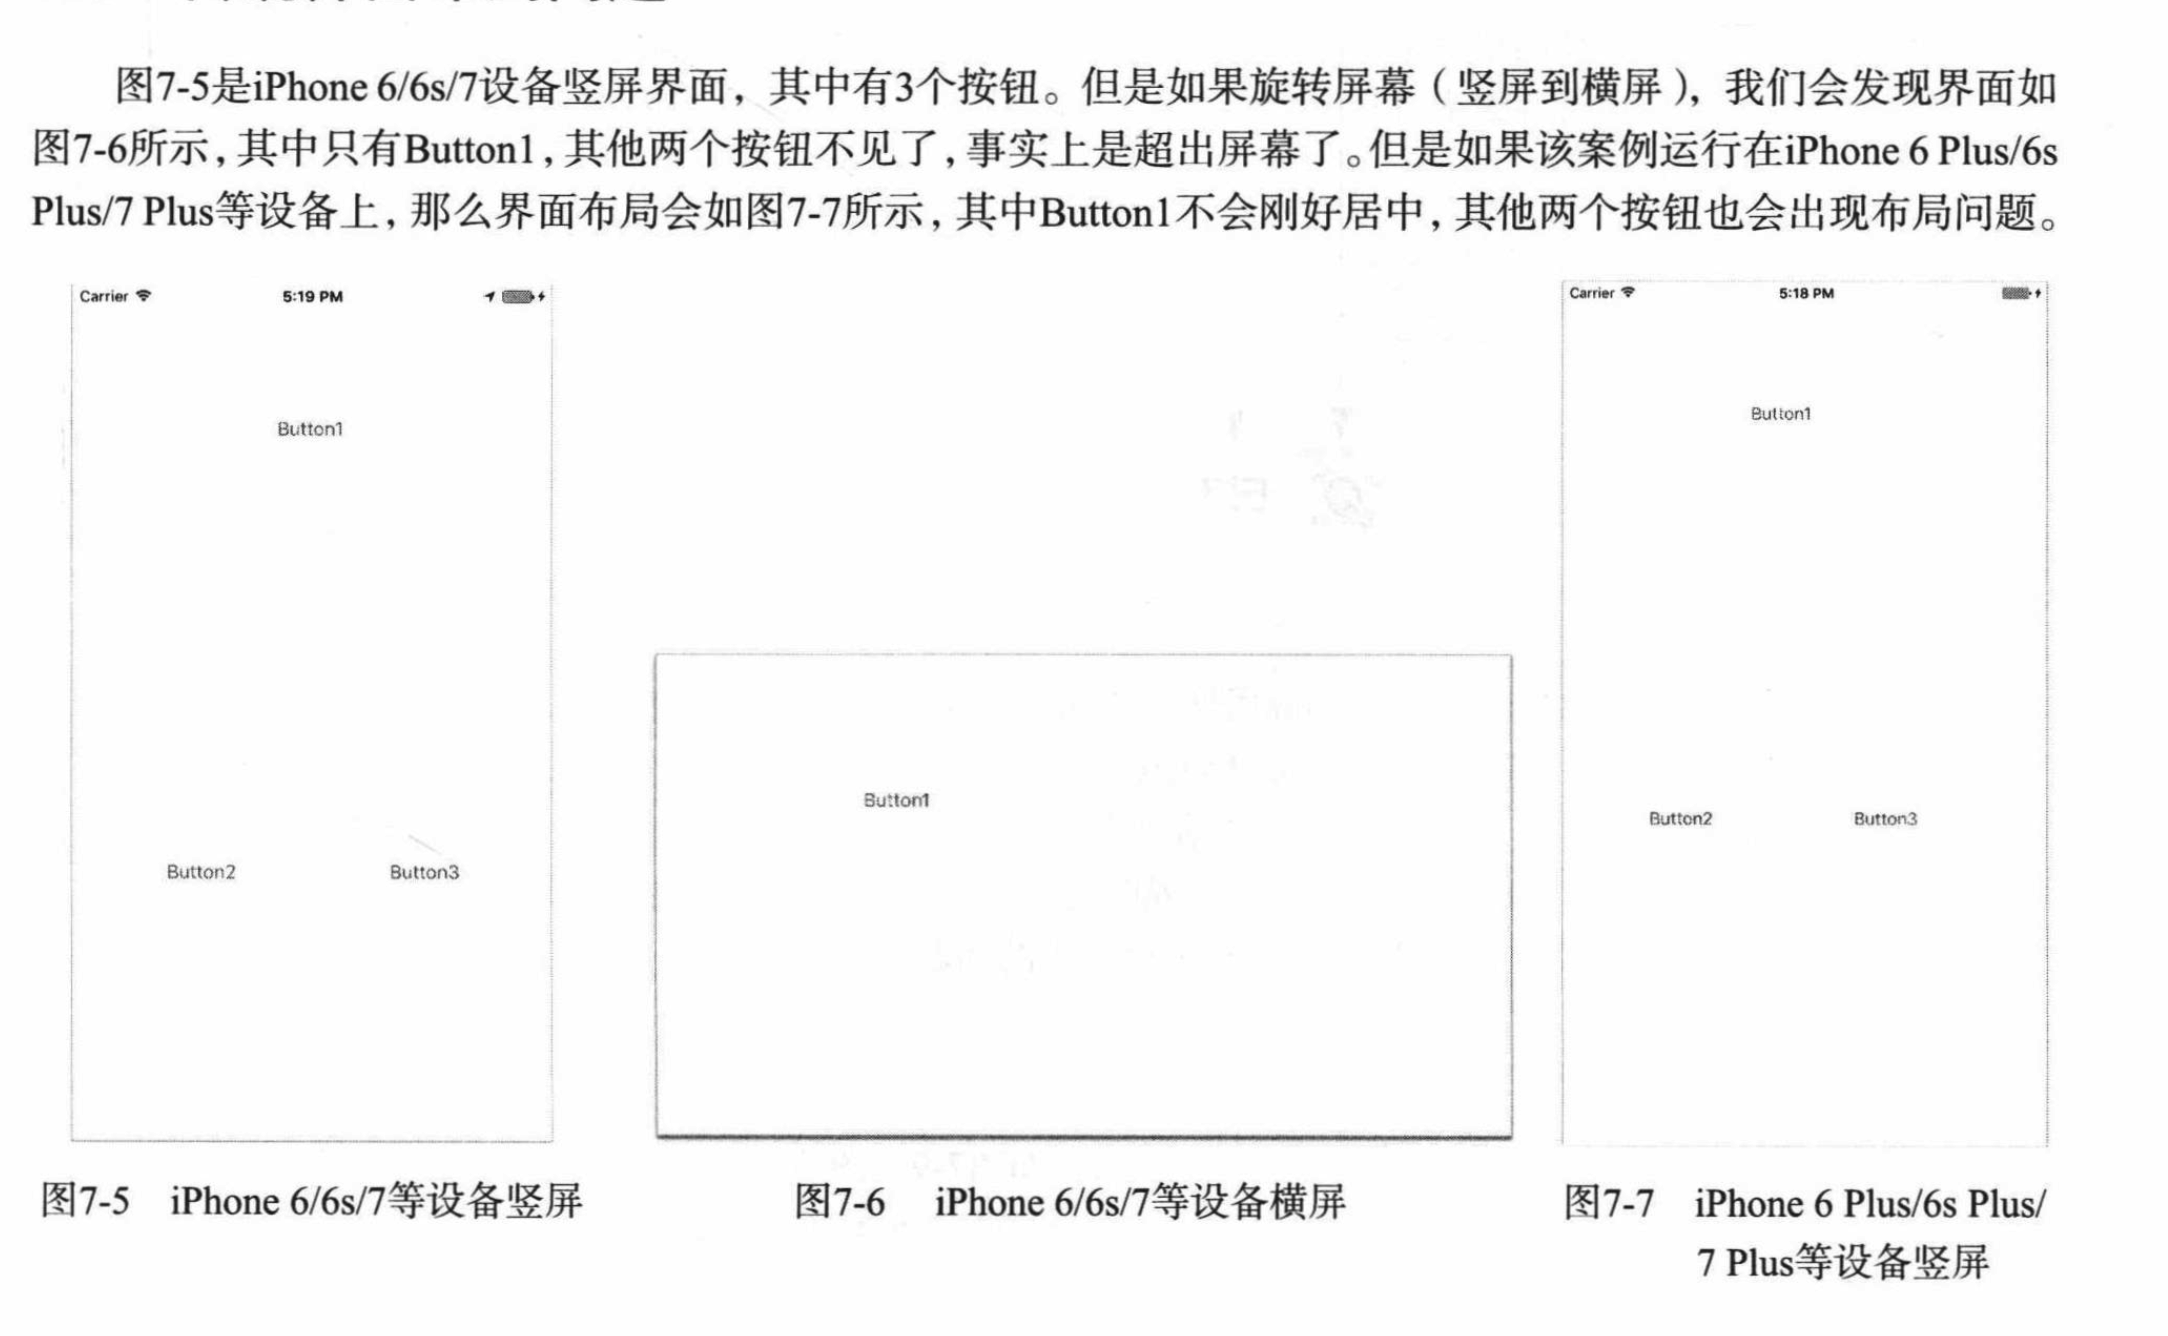 图7-5是iPhone 6/6s/7设备竖屏界面，其中有3个按钮。但是如果旋转屏幕（竖屏到横屏），我们会发现界面如
图7-6所示，其中只有Button1，其他两个按钮不见了，事实上是超出屏幕了。但是如果该案例运行在iPhone 6 Plus/6s
Plus/7 Plus等设备上，那么界面布局会如图7-7所示，其中Button1不会刚好居中，其他两个按钮也会出现布局问题。
Carrier 5:19 PM
Button1
Button2 Button3
图7-5 iPhone 6/6s/7等设备竖屏
Button1
图7-6 iPhone 6/6s/7等设备横屏
Carrier 5:18 PM
Button1
Button2 Button3
图7-7 iPhone 6 Plus/6s Plus/
7 Plus等设备竖屏